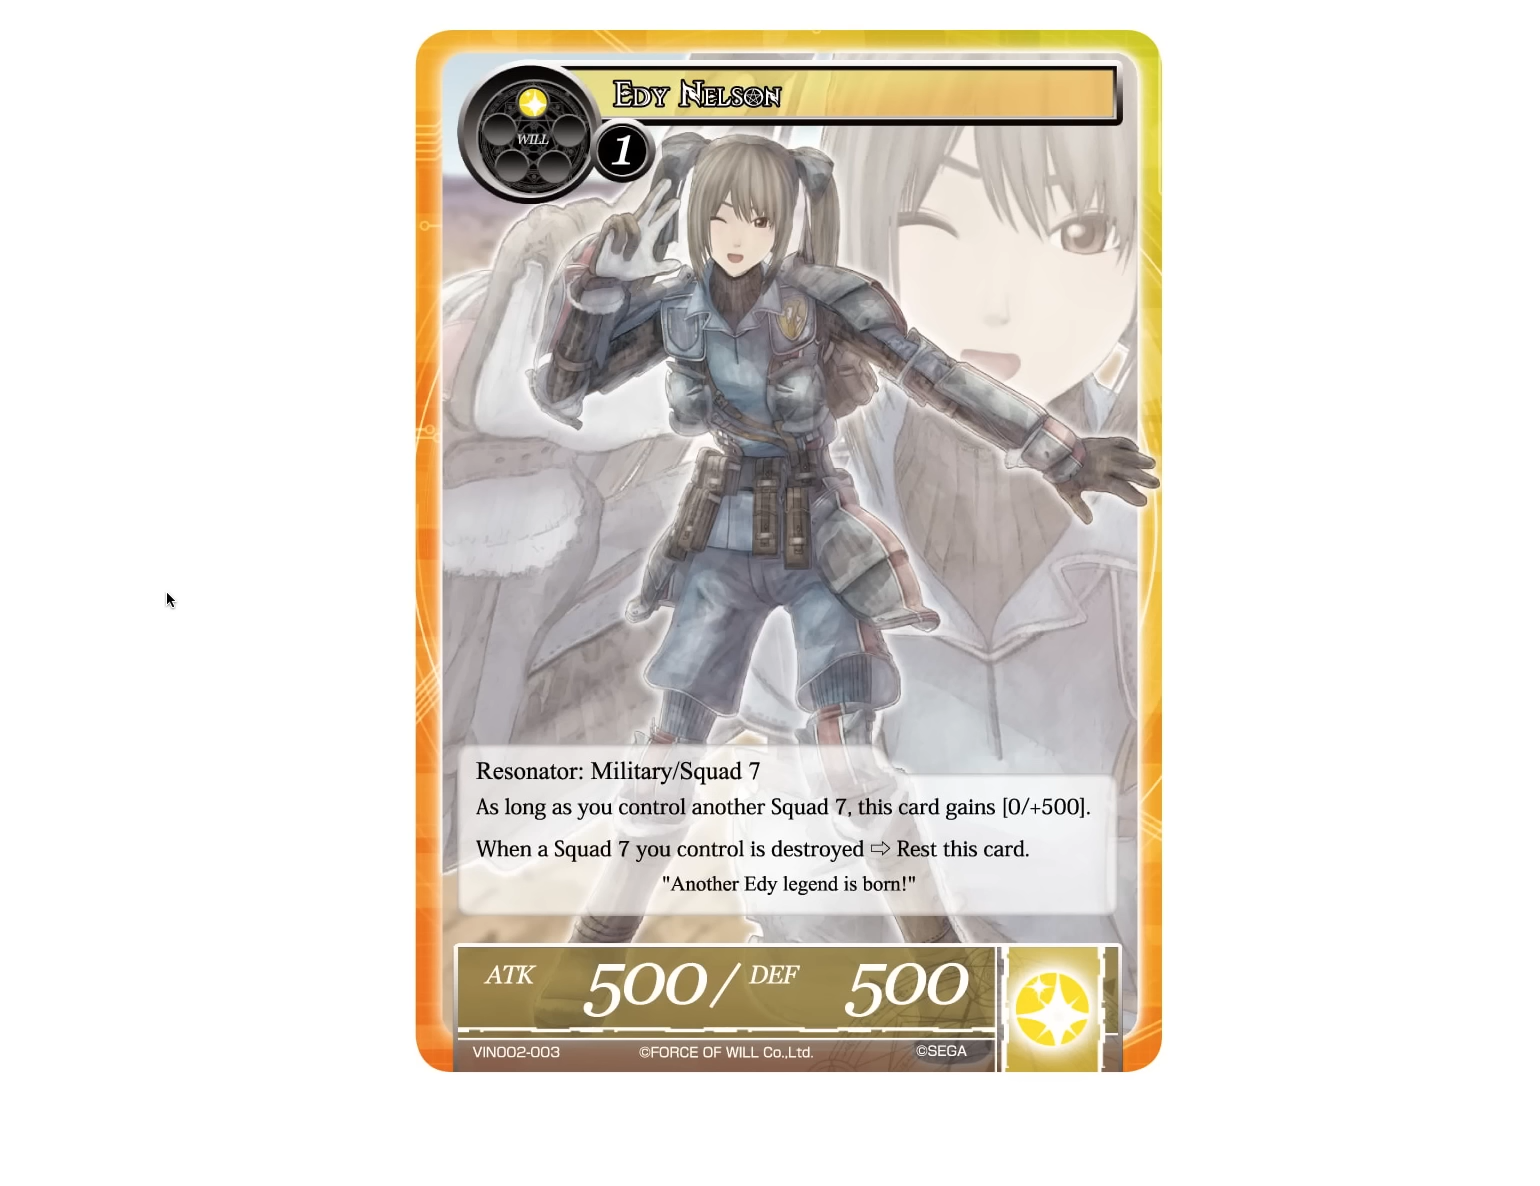 Edy Nelson
WILL
1
Resonator: Military/Squad 7
As long as you control another Squad 7, this card gains [0/+500].
When a Squad 7 you control is destroyed ⇨ Rest this card.
"Another Edy legend is born!"
ATK 500 / DEF 500
VIN002-003 ©FORCE OF WILL Co.,Ltd. ©SEGA